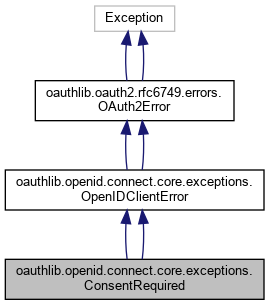 Exception
oauthlib.oauth2.rfc6749.errors.
OAuth2Error
oauthlib.openid.connect.core.exceptions.
OpenIDClientError
oauthlib.openid.connect.core.exceptions.
ConsentRequired